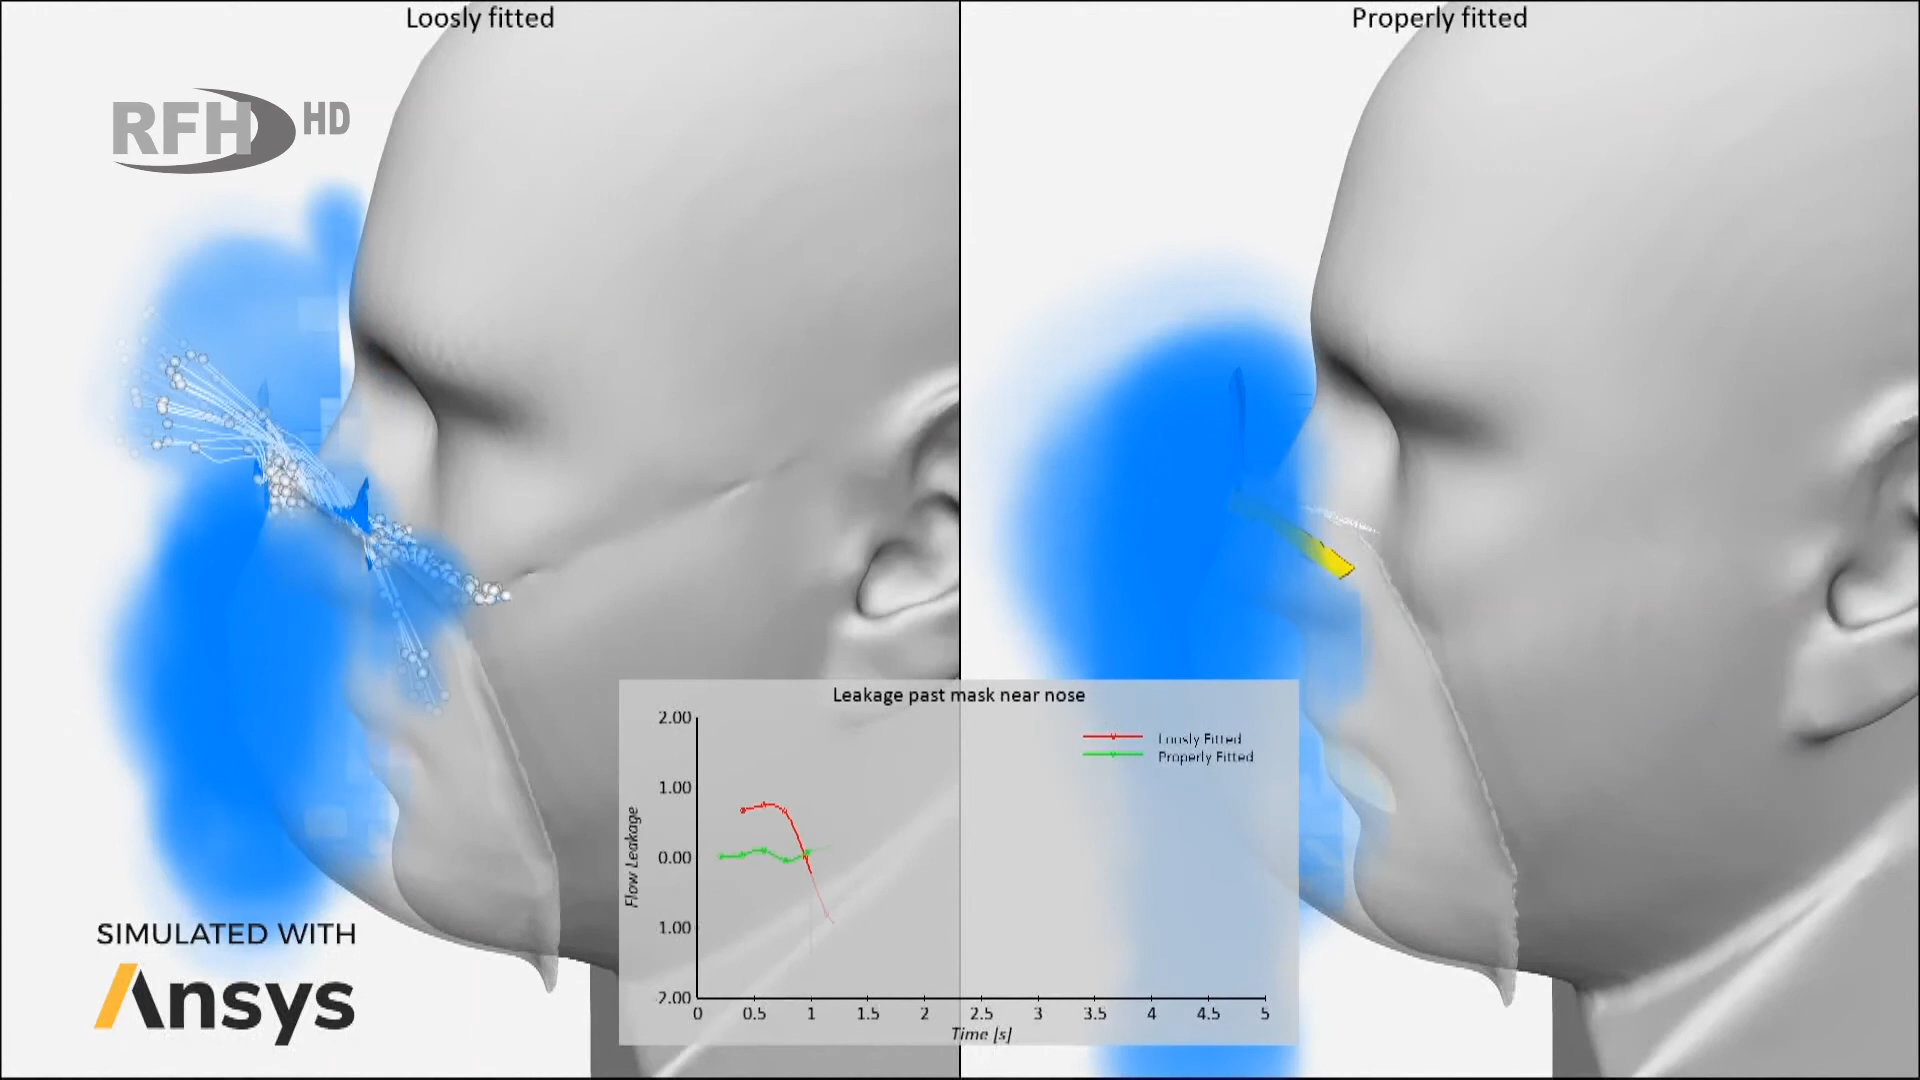 Loosly fitted
Properly fitted
RFH HD
Leakage past mask near nose
2.00
1.00
0.00
1.00
-2.00
Flow Leakage
Loosly Fitted
Properly Fitted
0 0.5 1 1.5 2 2.5 3 3.5 4 4.5 5
Time [s]
SIMULATED WITH
Ansys